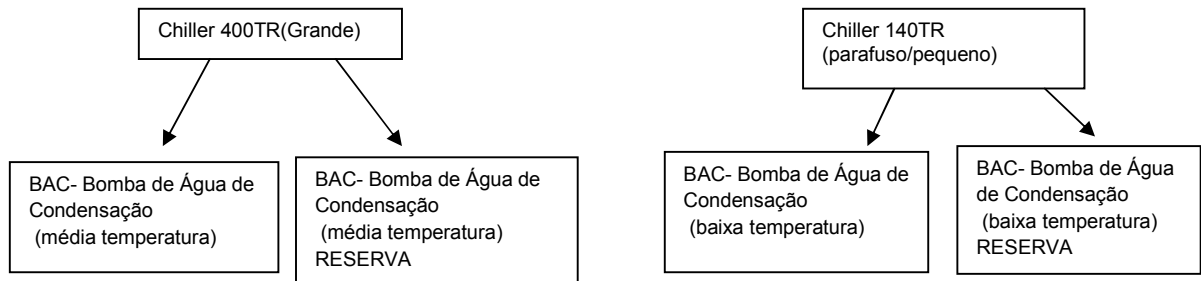 Chiller 400TR(Grande)
BAC- Bomba de Água de
Condensação
(média temperatura)
BAC- Bomba de Água de
Condensação
(média temperatura)
RESERVA
Chiller 140TR
(parafuso/pequeno)
BAC- Bomba de Água de
Condensação
(baixa temperatura)
BAC- Bomba de Água
de Condensação
(baixa temperatura)
RESERVA